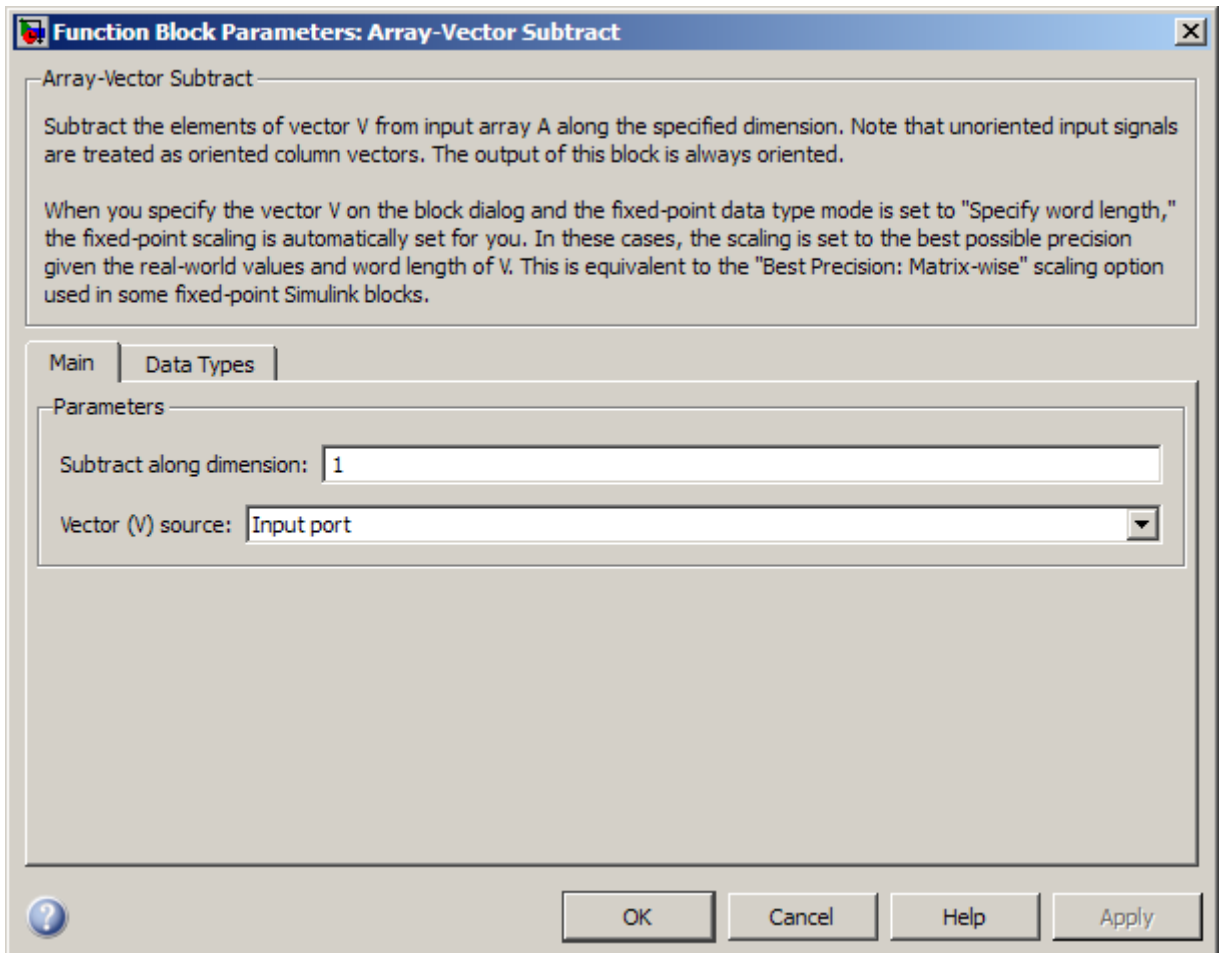 Function Block Parameters: Array-Vector Subtract
Array-Vector Subtract
Subtract the elements of vector V from input array A along the specified dimension. Note that unoriented input signals
are treated as oriented column vectors. The output of this block is always oriented.
When you specify the vector V on the block dialog and the fixed-point data type mode is set to "Specify word length,"
the fixed-point scaling is automatically set for you. In these cases, the scaling is set to the best possible precision
given the real-world values and word length of V. This is equivalent to the "Best Precision: Matrix-wise" scaling option
used in some fixed-point Simulink blocks.
Main Data Types
Parameters
Subtract along dimension: 1
Vector (V) source: Input port
OK Cancel Help Apply